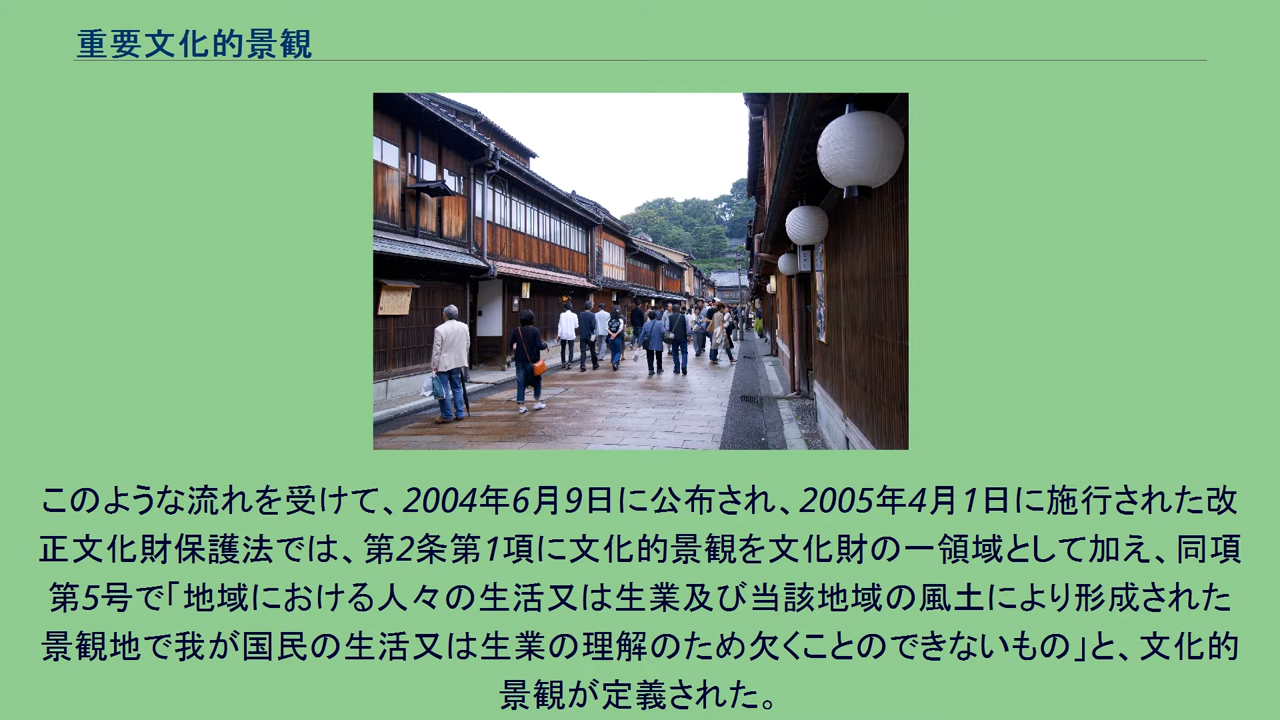 重要文化的景観
このような流れを受けて、2004年6月9日に公布され、2005年4月1日に施行された改
正文化財保護法では、第2条第1項に文化的景観を文化財の一領域として加え、同項
第5号で「地域における人々の生活又は生業及び当該地域の風土により形成された
景観地で我が国民の生活又は生業の理解のため欠くことのできないもの」と、文化的
景観が定義された。